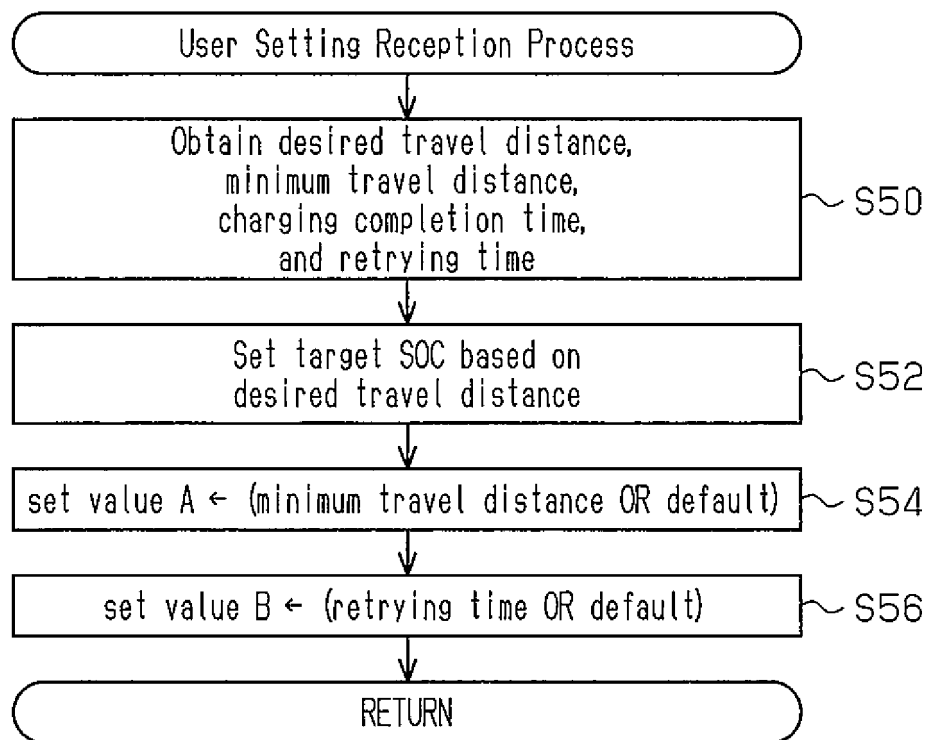 User Setting Reception Process
Obtain desired travel distance,
minimum travel distance,
charging completion time,
and retrying time
S50
Set target SOC based on
desired travel distance
S52
set value A ← (minimum travel distance OR default)
S54
set value B ← (retrying time OR default)
S56
RETURN